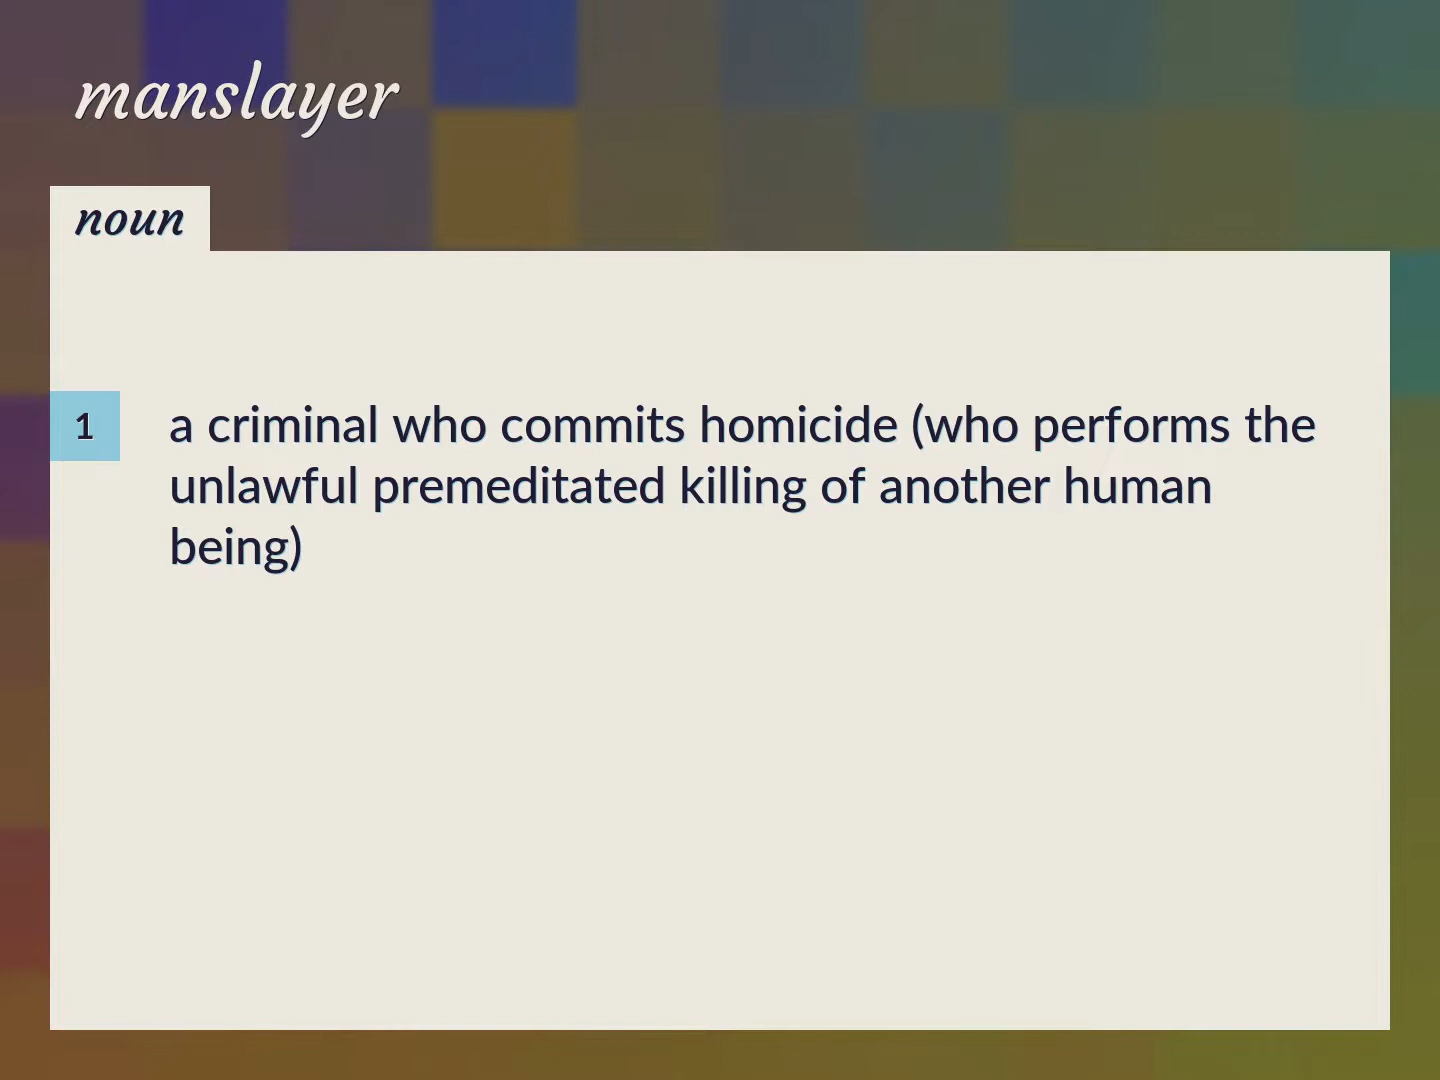 manslayer
noun
1
a criminal who commits homicide (who performs the
unlawful premeditated killing of another human
being)